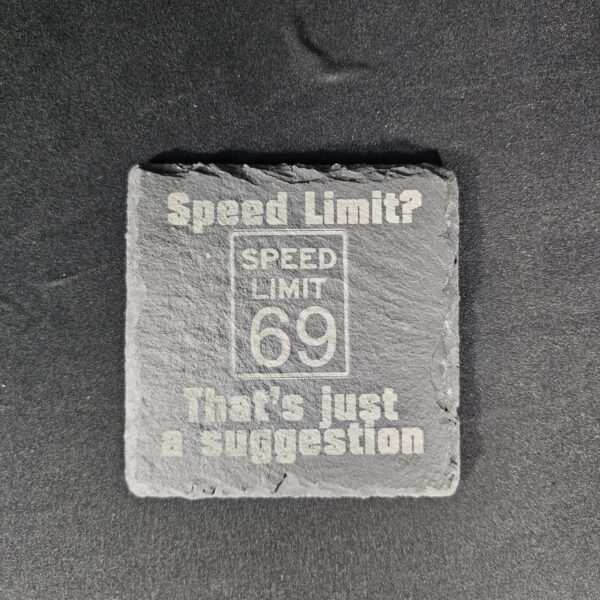 Speed Limit?
SPEED
LIMIT
69
That's just
a suggestion